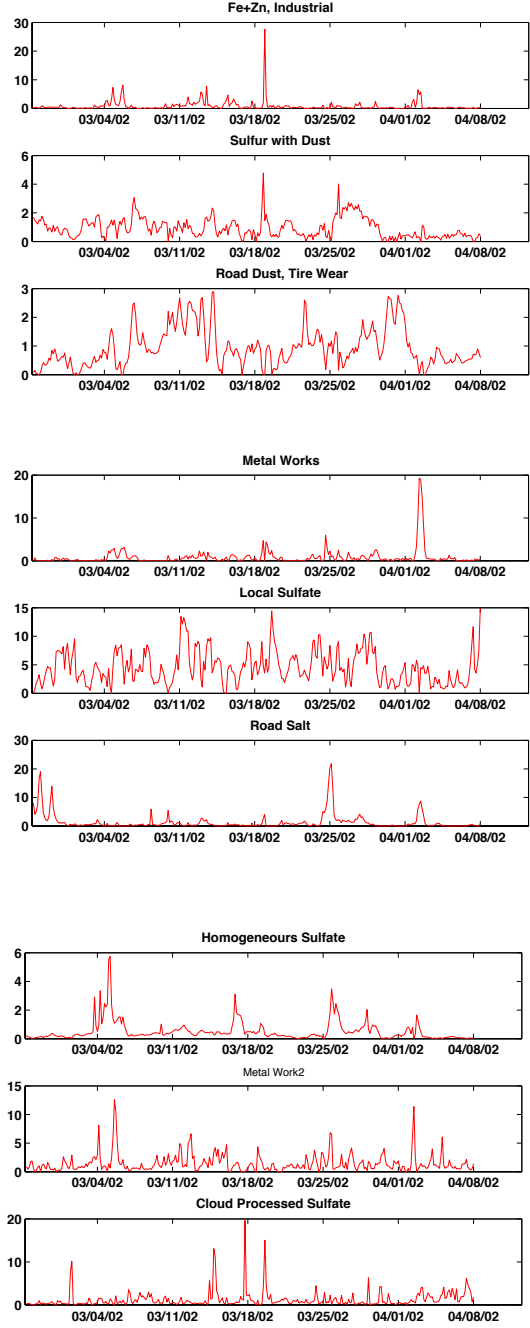 Fe+Zn, Industrial
30
20
10
0
03/04/02 03/11/02 03/18/02 03/25/02 04/01/02 04/08/02
Sulfur with Dust
6
4
2
0
03/04/02 03/11/02 03/18/02 03/25/02 04/01/02 04/08/02
Road Dust, Tire Wear
3
2
1
0
03/04/02 03/11/02 03/18/02 03/25/02 04/01/02 04/08/02
Metal Works
20
10
0
03/04/02 03/11/02 03/18/02 03/25/02 04/01/02 04/08/02
Local Sulfate
15
10
5
0
03/04/02 03/11/02 03/18/02 03/25/02 04/01/02 04/08/02
Road Salt
30
20
10
0
03/04/02 03/11/02 03/18/02 03/25/02 04/01/02 04/08/02
Homogeneours Sulfate
6
4
2
0
03/04/02 03/11/02 03/18/02 03/25/02 04/01/02 04/08/02
Metal Work2
15
10
5
0
03/04/02 03/11/02 03/18/02 03/25/02 04/01/02 04/08/02
Cloud Processed Sulfate
20
10
0
03/04/02 03/11/02 03/18/02 03/25/02 04/01/02 04/08/02